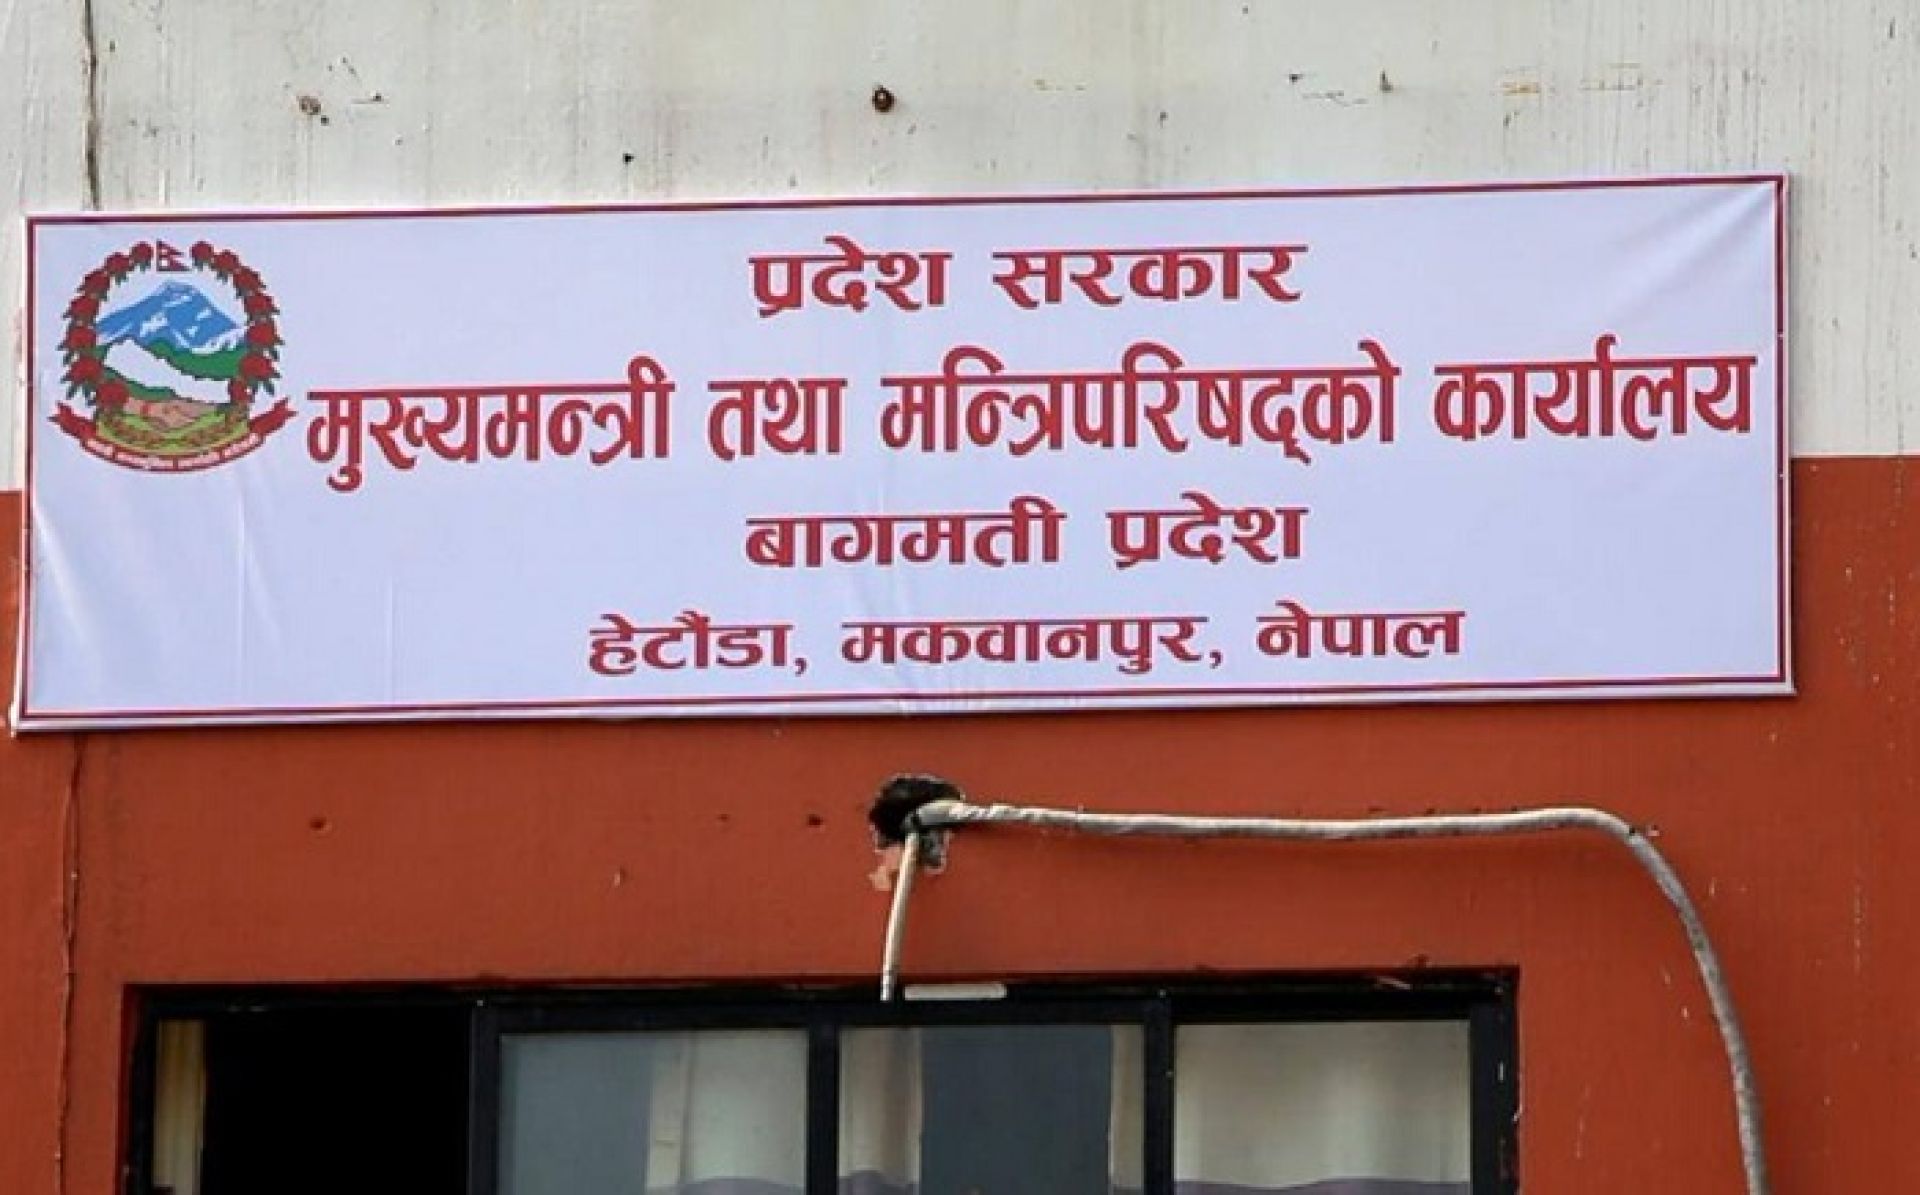 प्रदेश सरकार
मुख्यमन्त्री तथा मन्त्रिपरिषद्को कार्यालय
बागमती प्रदेश
हेटौंडा, मकवानपुर, नेपाल